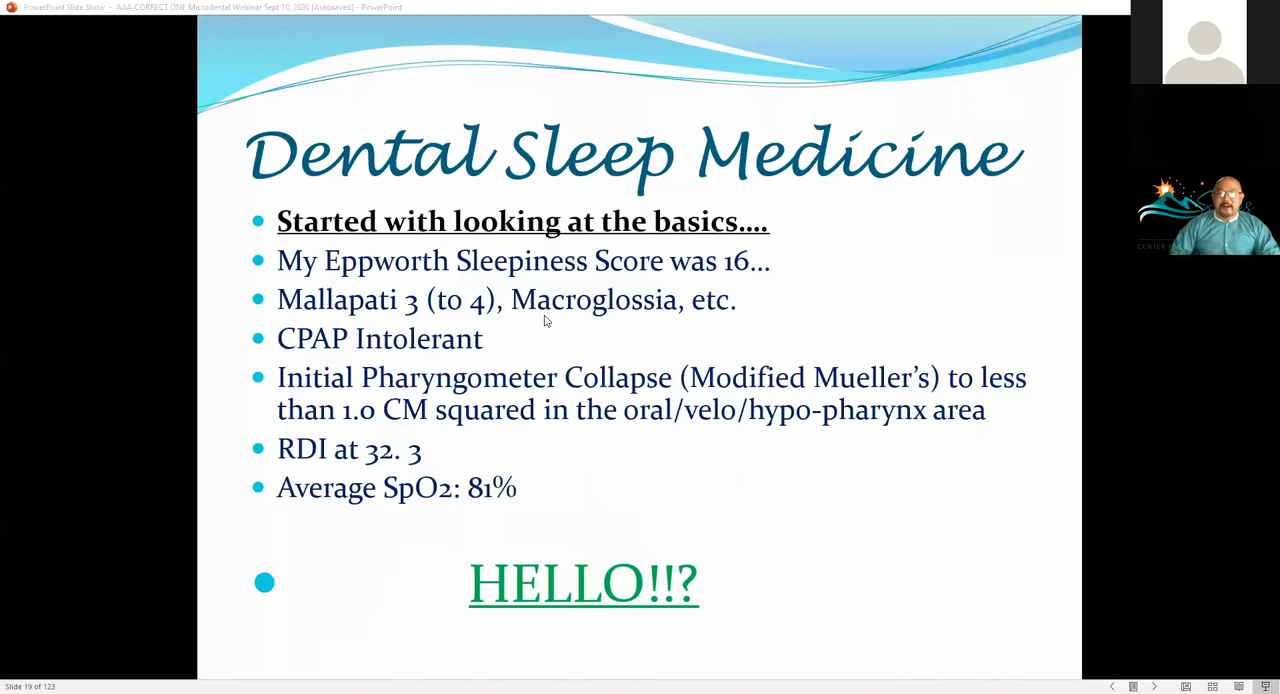 PowerPoint Slide Show - AAA CORRECT ONE Microdental Webinar Sept 10, 2020 [Autosaved] - PowerPoint
Dental Sleep Medicine
Started with looking at the basics....
My Eppworth Sleepiness Score was 16...
Mallapati 3 (to 4), Macroglossia, etc.
CPAP Intolerant
Initial Pharyngometer Collapse (Modified Mueller's) to less
than 1.0 CM squared in the oral/velo/hypo-pharynx area
RDI at 32. 3
Average SpO2: 81%
HELLO!!?
Slide 19 of 123